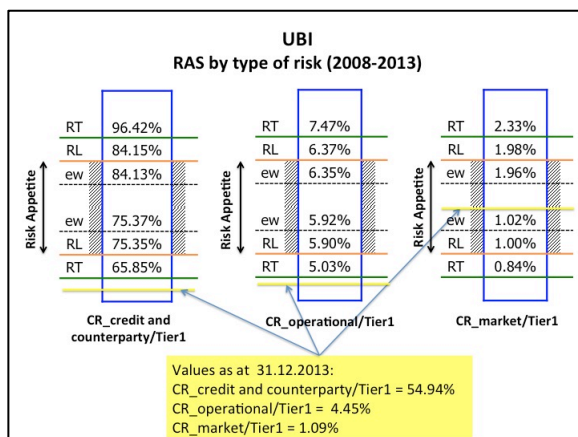 UBI
RAS by type of risk (2008-2013)
RT 96.42%
RL 84.15%
ew 84.13%
ew 75.37%
RL 75.35%
RT 65.85%
Risk Appetite
CR_credit and
counterparty/Tier1
RT 7.47%
RL 6.37%
ew 6.35%
ew 5.92%
RL 5.90%
RT 5.03%
Risk Appetite
CR_operational/Tier1
RT 2.33%
RL 1.98%
ew 1.96%
ew 1.02%
RL 1.00%
RT 0.84%
Risk Appetite
CR_market/Tier1
Values as at 31.12.2013:
CR_credit and counterparty/Tier1 = 54.94%
CR_operational/Tier1 = 4.45%
CR_market/Tier1 = 1.09%